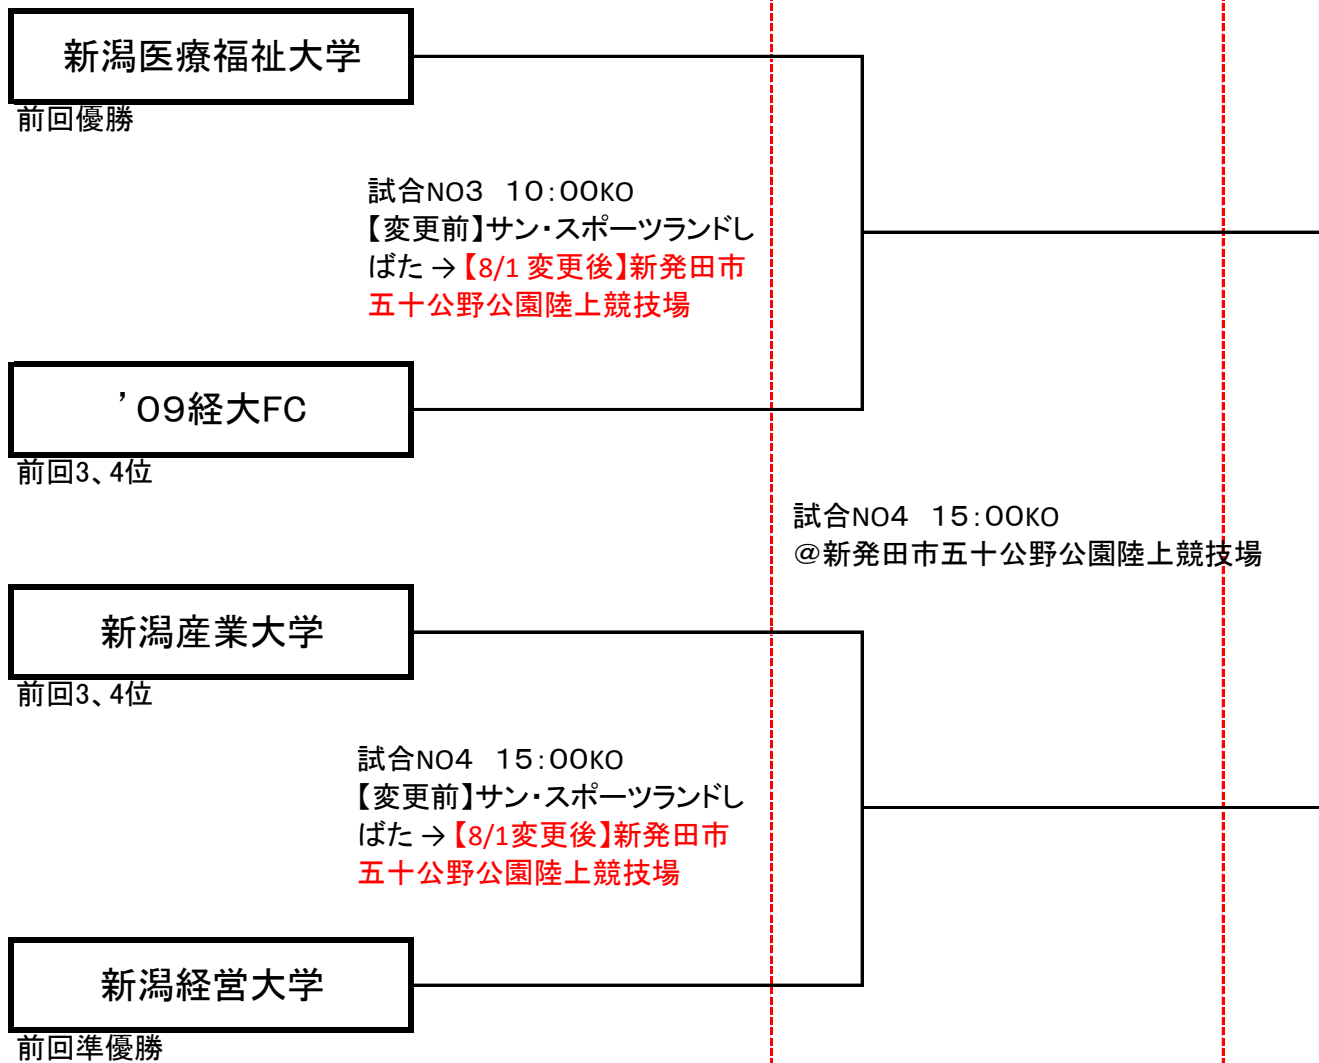 新潟医療福祉大学
前回優勝
試合NO3　10：00KO
【変更前】サン・スポーツランドし
ばた → 【8/1 変更後】新発田市
五十公野公園陸上競技場
’09経大FC
前回3、4位
試合NO4　15：00KO
@新発田市五十公野公園陸上競技場
新潟産業大学
前回3、4位
試合NO4　15：00KO
【変更前】サン・スポーツランドし
ばた → 【8/1変更後】新発田市
五十公野公園陸上競技場
新潟経営大学
前回準優勝